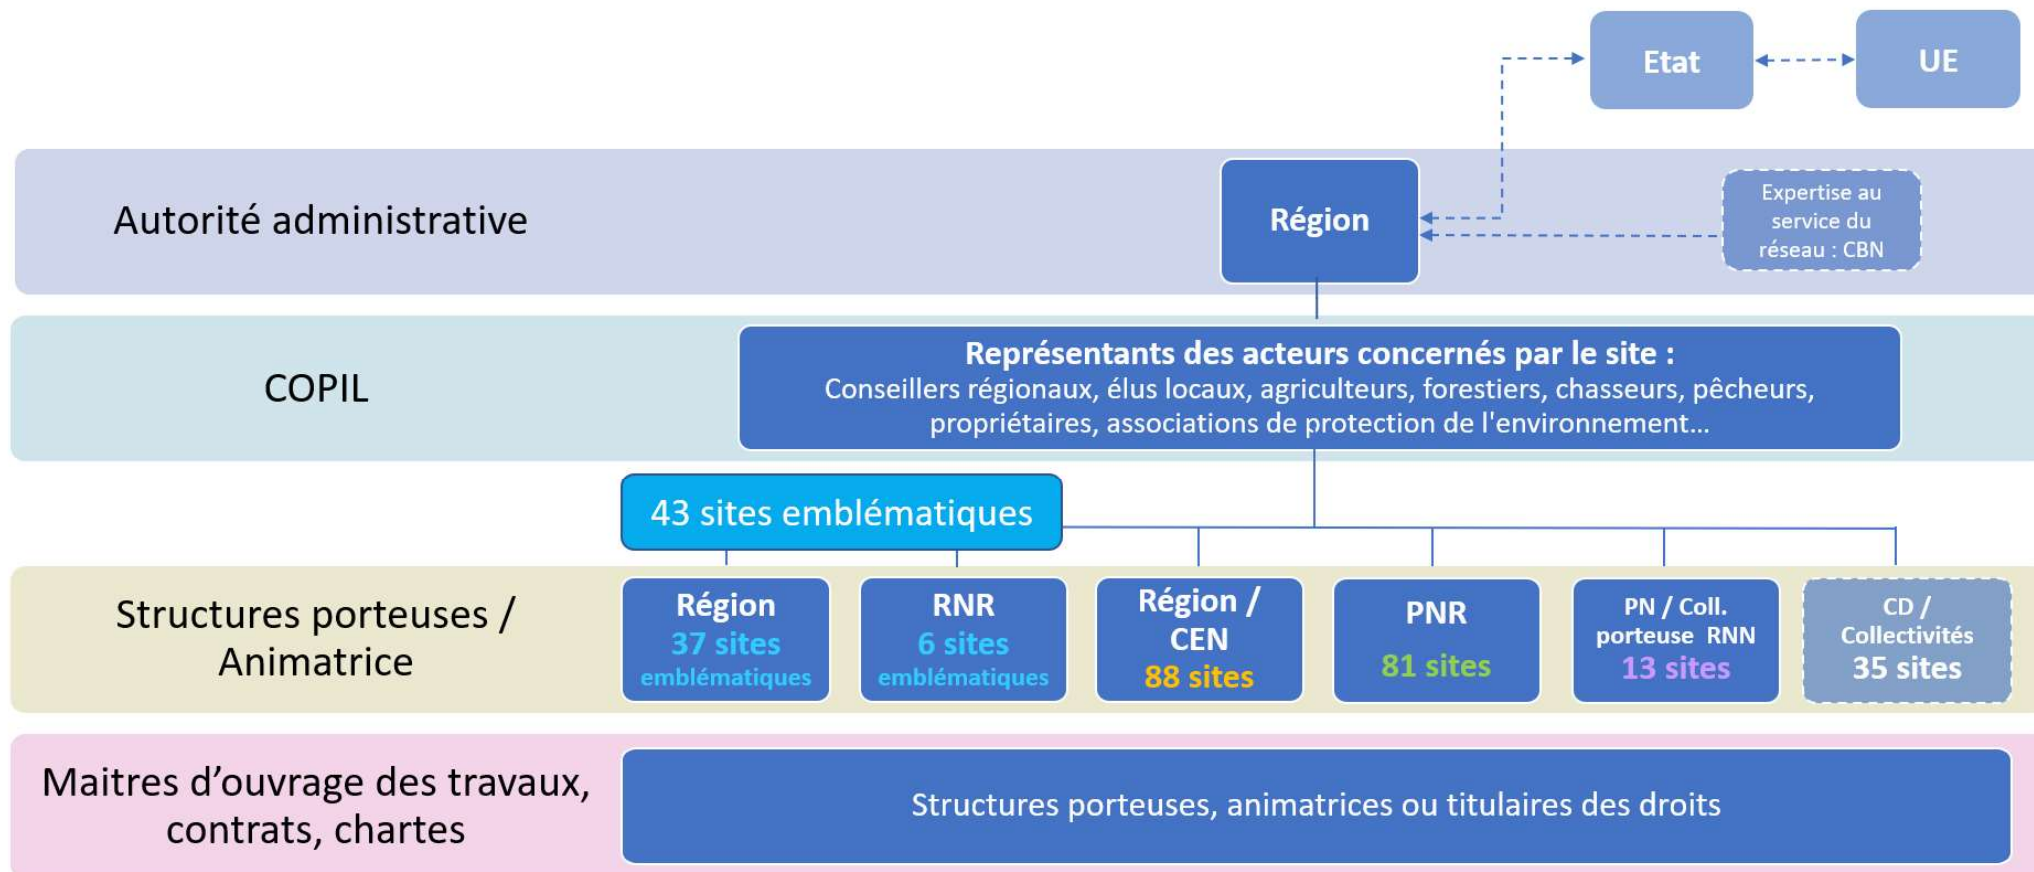 Etat
UE
Autorité administrative
Région
Expertise au
service du
réseau : CBN
COPIL
Représentants des acteurs concernés par le site :
Conseillers régionaux, élus locaux, agriculteurs, forestiers, chasseurs, pêcheurs,
propriétaires, associations de protection de l'environnement...
43 sites emblématiques
Structures porteuses /
Animatrice
Région
37 sites
emblématiques
RNR
6 sites
emblématiques
Région /
CEN
88 sites
PNR
81 sites
PN / Coll.
porteuse RNN
13 sites
CD /
Collectivités
35 sites
Maitres d’ouvrage des travaux,
contrats, chartes
Structures porteuses, animatrices ou titulaires des droits